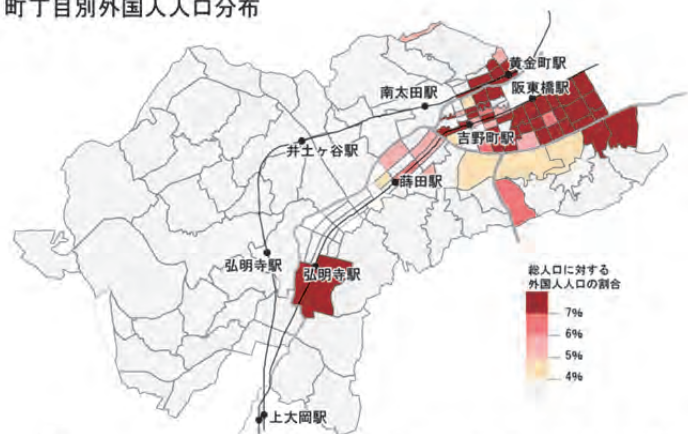 町丁目別外国人人口分布
黄金町駅
南太田駅
阪東橋駅
吉野町駅
井土ヶ谷駅
蒔田駅
弘明寺駅
弘明寺駅
総人口に対する
外国人人口の割合
7%
6%
5%
4%
上大岡駅